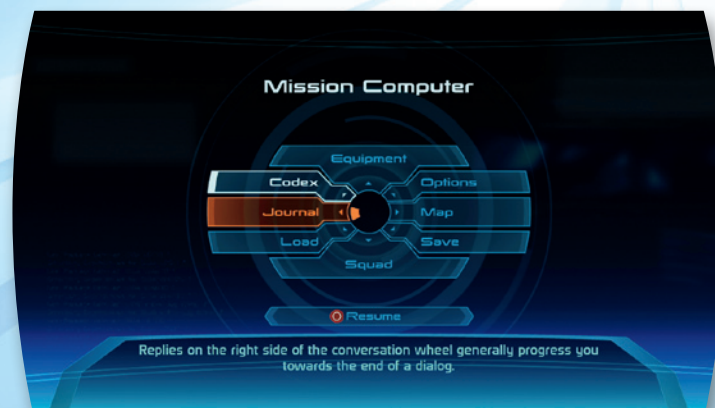 Mission Computer
Equipment
Codex
Options
Journal
Map
Load
Save
Squad
Resume
Replies on the right side of the conversation wheel generally progress you
towards the end of a dialog.